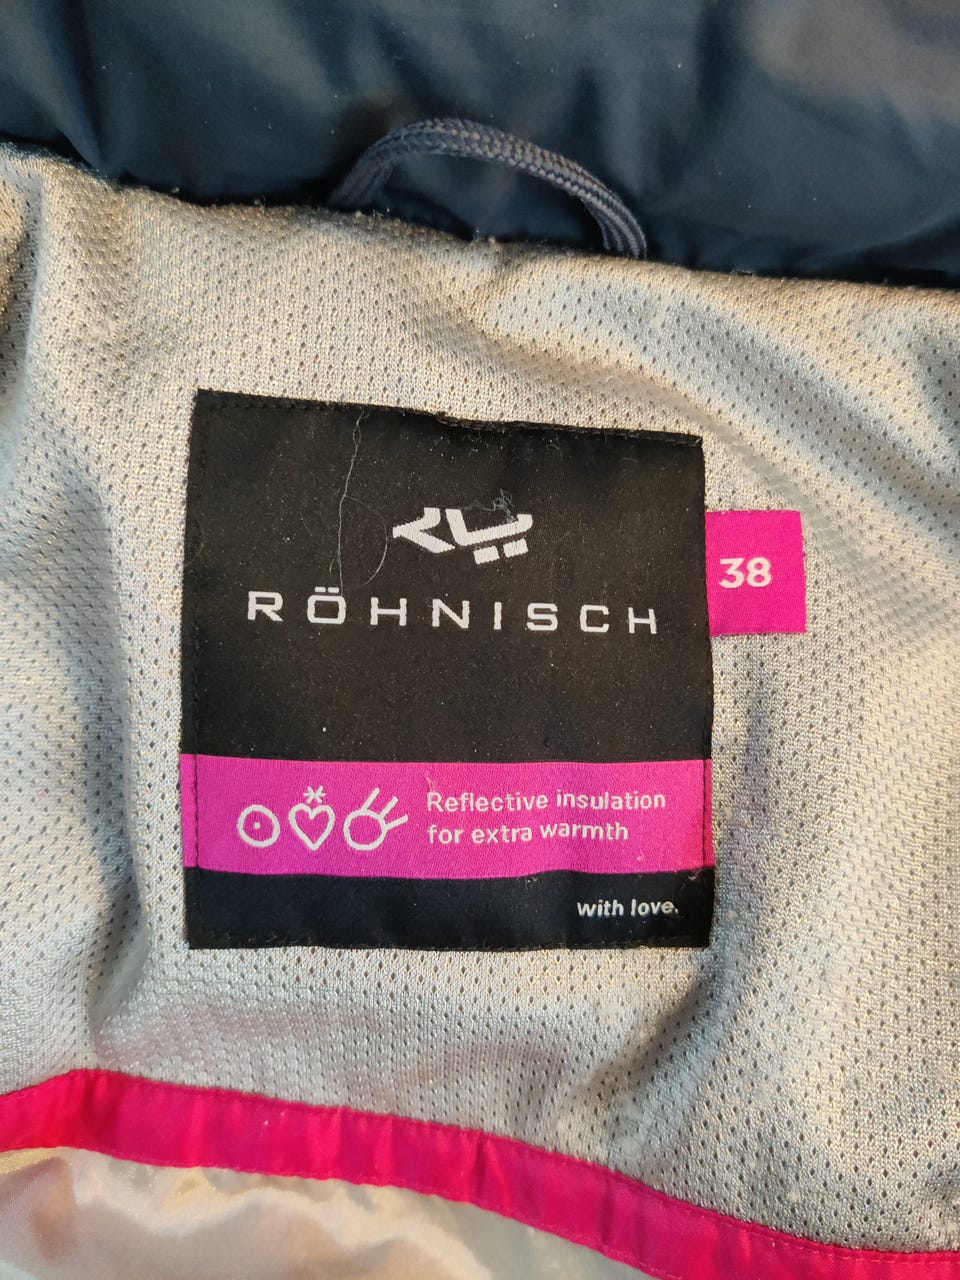 RÖHNISCH
38
Reflective insulation
for extra warmth
with love.